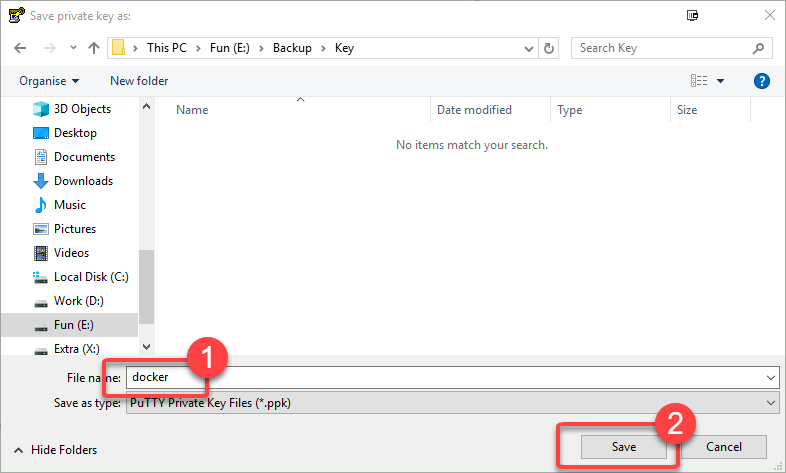 Save private key as:
This PC > Fun (E:) > Backup > Key
Search Key
Organise
New folder
Name
Date modified
Type
Size
No items match your search.
3D Objects
Desktop
Documents
Downloads
Music
Pictures
Videos
Local Disk (C:)
Work (D:)
Fun (E:)
Extra (X:)
1
File name: docker
Save as type: PuTTY Private Key Files (*.ppk)
2
Hide Folders
Save
Cancel